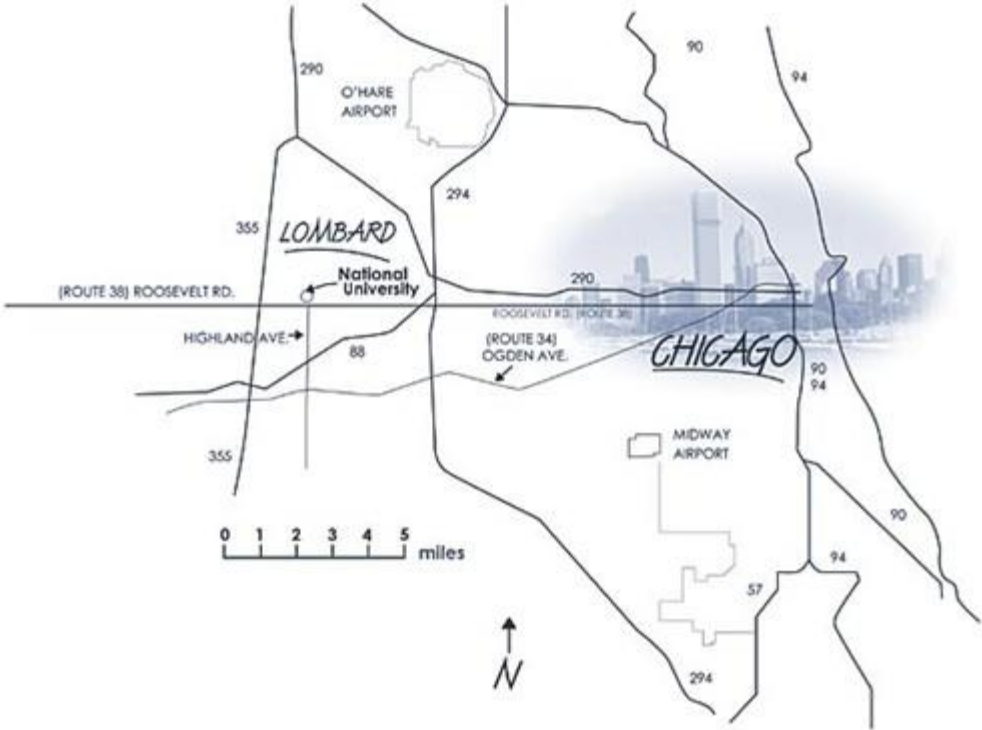 90
94
290
O'HARE
AIRPORT
294
355
LOMBARD
National
University
290
(ROUTE 38) ROOSEVELT RD.
ROOSEVELT RD. (ROUTE 38)
HIGHLAND AVE.
88
(ROUTE 34)
OGDEN AVE.
CHICAGO
90
94
355
MIDWAY
AIRPORT
90
0 1 2 3 4 5
miles
94
57
N
294